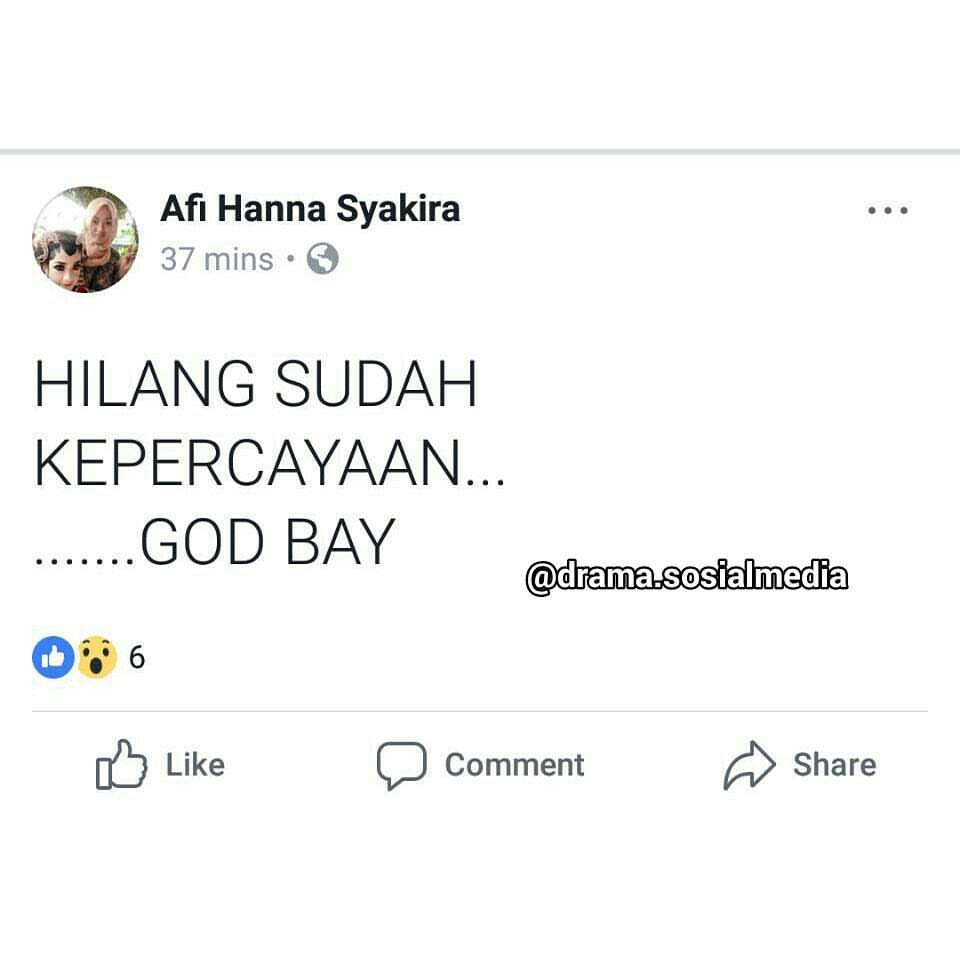 Afi Hanna Syakira
37 mins •
HILANG SUDAH
KEPERCAYAAN...
.......GOD BAY
@drama.sosialmedia
6
Like
Comment
Share